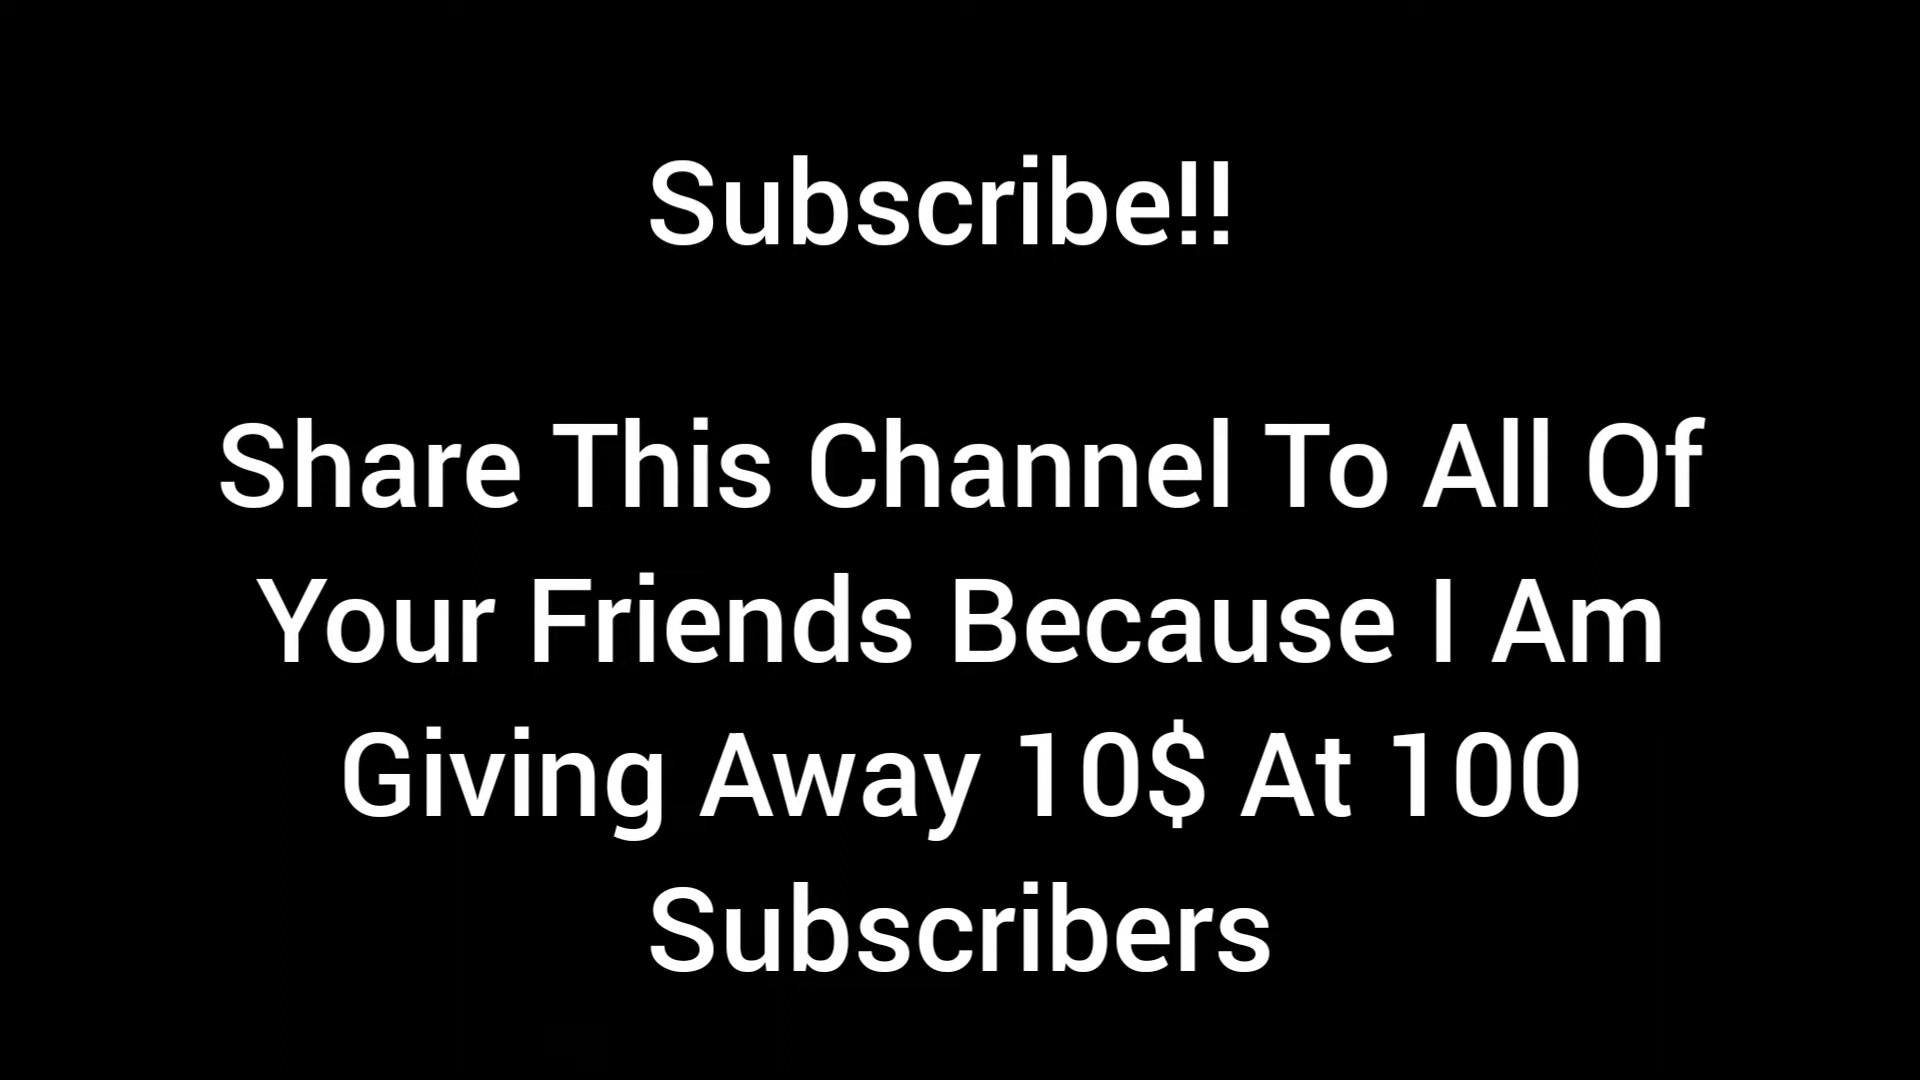 Subscribe!!
Share This Channel To All Of
Your Friends Because I Am
Giving Away 10$ At 100
Subscribers